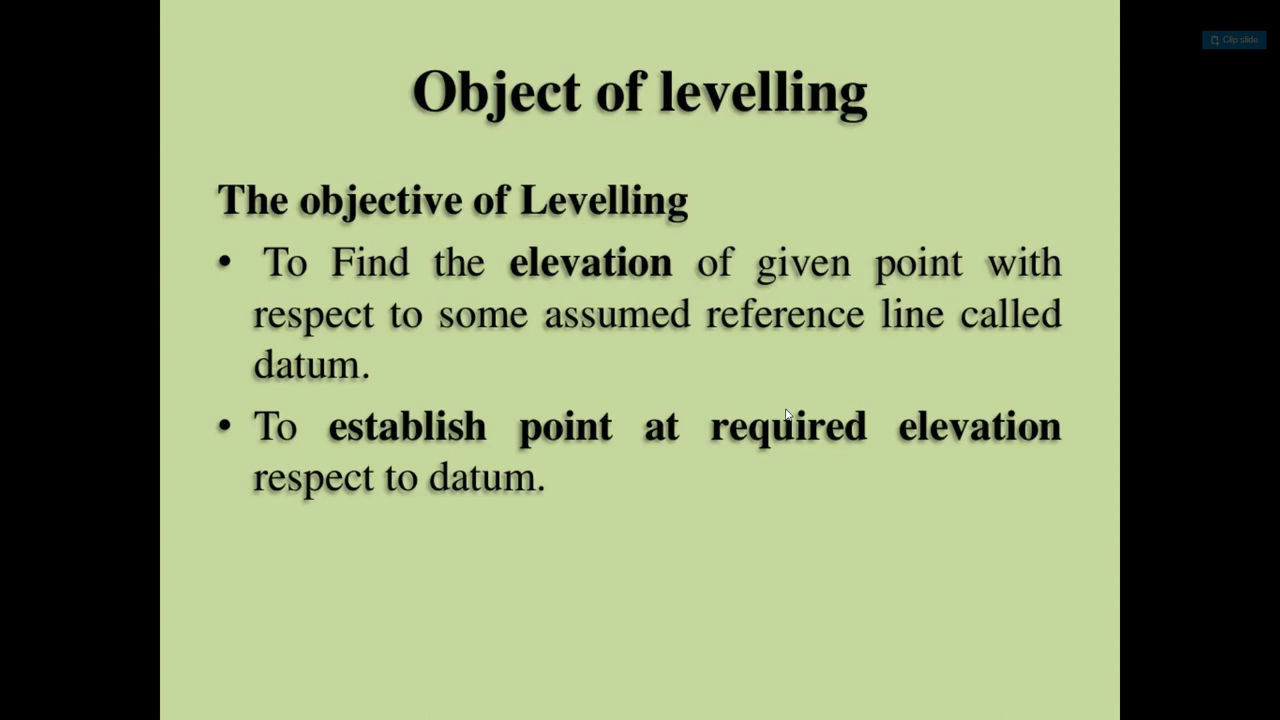 Clip slide
Object of levelling
The objective of Levelling
• To Find the elevation of given point with
respect to some assumed reference line called
datum.
• To establish point at required elevation
respect to datum.